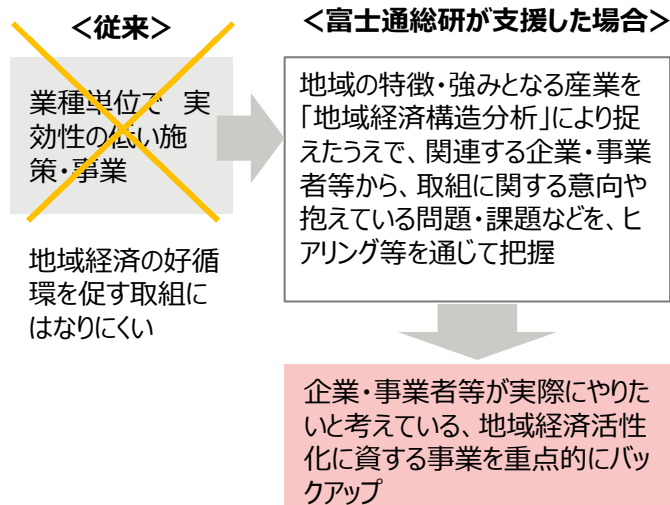 ＜従来＞
業種単位で 実
効性の低い施
策・事業
地域経済の好循
環を促す取組に
はなりにくい
＜富士通総研が支援した場合＞
地域の特徴・強みとなる産業を
「地域経済構造分析」により捉
えたうえで、関連する企業・事業
者等から、取組に関する意向や
抱えている問題・課題などを、ヒ
アリング等を通じて把握
企業・事業者等が実際にやりた
いと考えている、地域経済活性
化に資する事業を重点的にバッ
クアップ